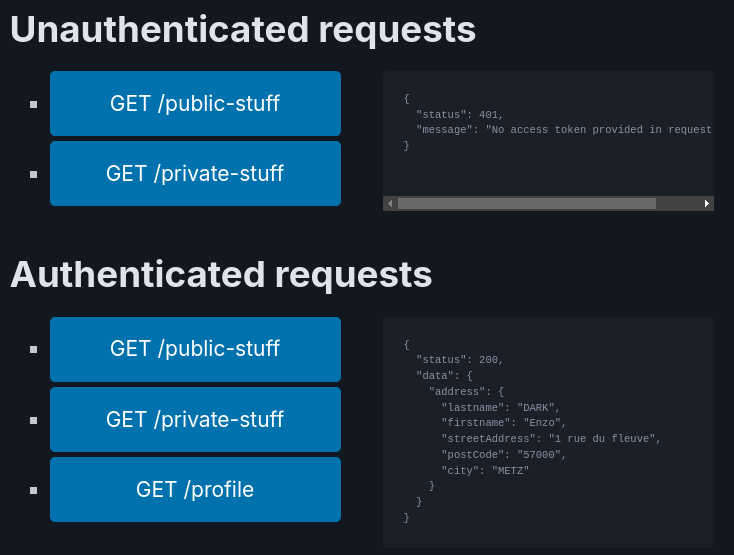 Unauthenticated requests
GET /public-stuff
GET /private-stuff
{
  "status": 401,
  "message": "No access token provided in request
}
Authenticated requests
GET /public-stuff
GET /private-stuff
GET /profile
{
  "status": 200,
  "data": {
    "address": {
      "lastname": "DARK",
      "firstname": "Enzo",
      "streetAddress": "1 rue du fleuve",
      "postCode": "57000",
      "city": "METZ"
    }
  }
}